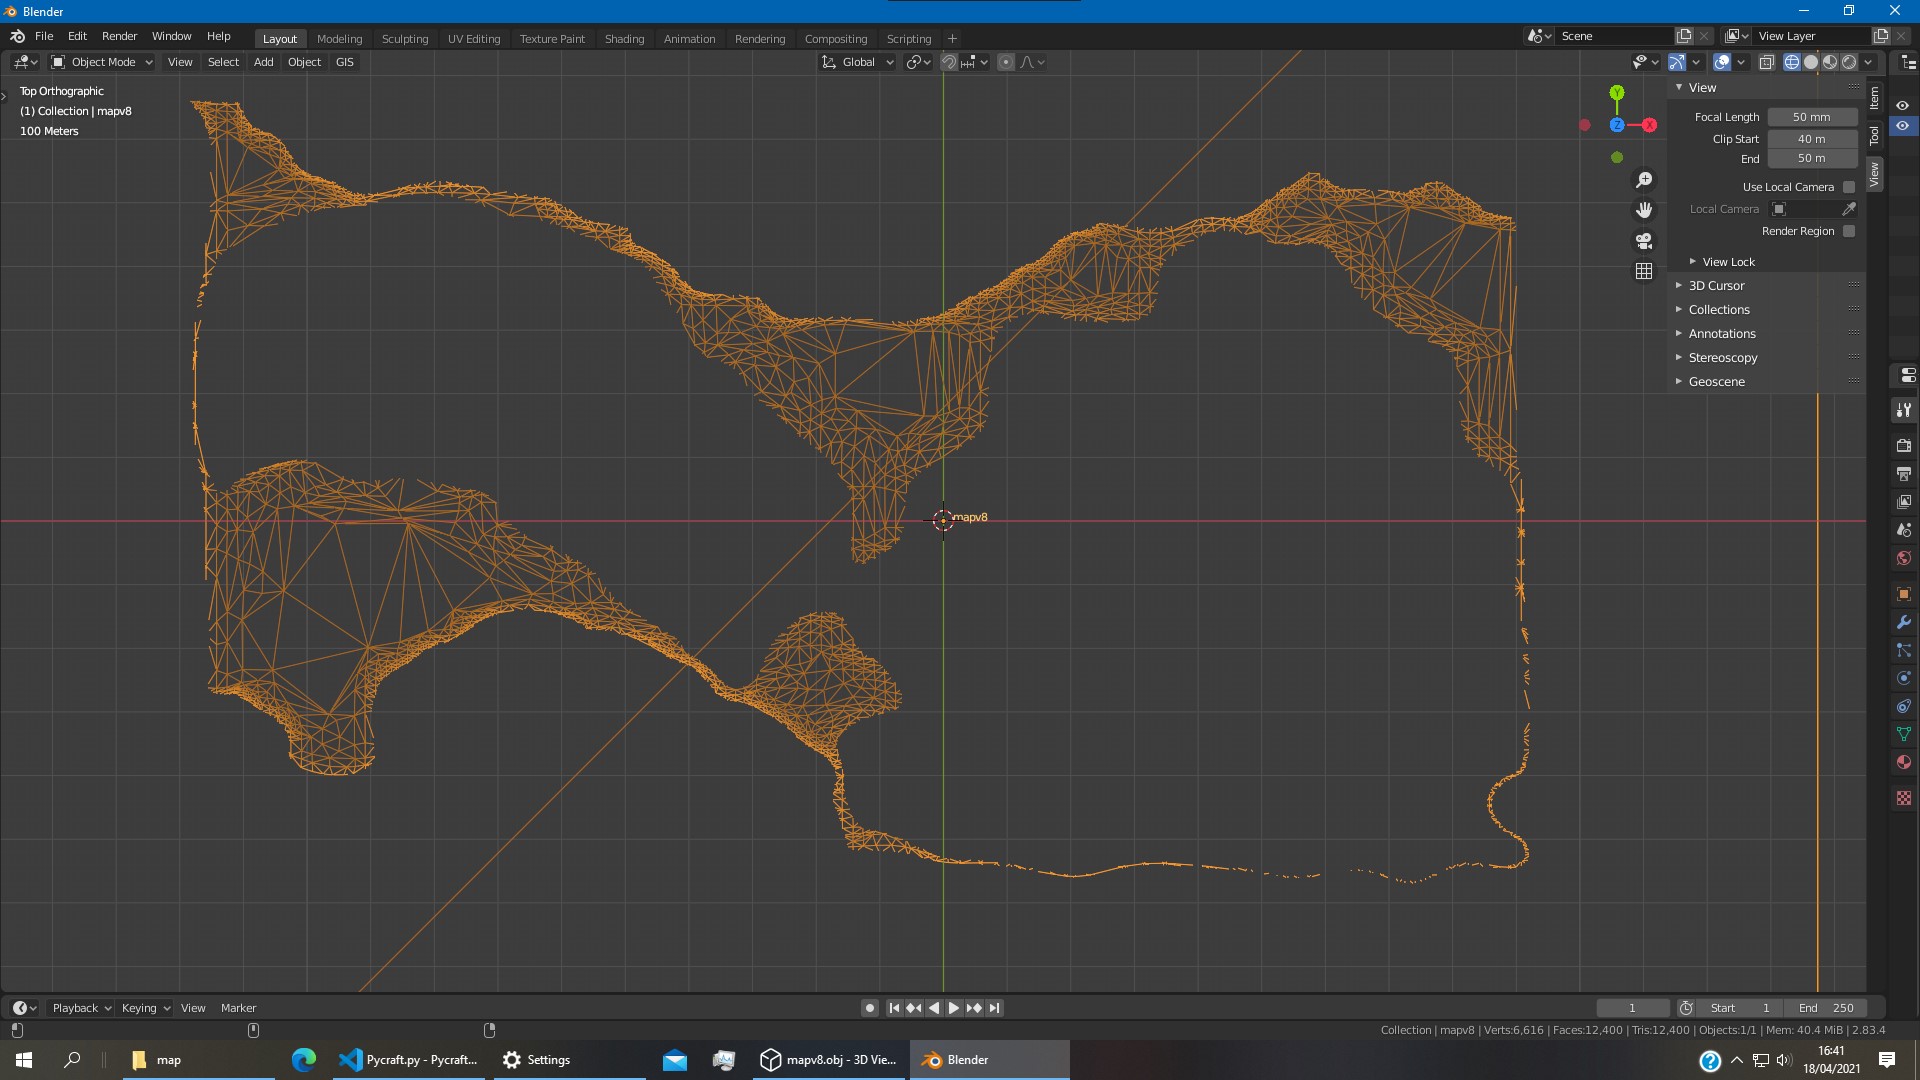 Blender
File Edit Render Window Help
Layout Modeling Sculpting UV Editing Texture Paint Shading Animation Rendering Compositing Scripting +
Scene
View Layer
Object Mode View Select Add Object GIS
Global
Top Orthographic
(1) Collection | mapv8
100 Meters
Y
Z
X
View
Focal Length 50 mm
Clip Start 40 m
End 50 m
Use Local Camera
Local Camera
Render Region
View Lock
3D Cursor
Collections
Annotations
Stereoscopy
Geoscene
Item
Tool
View
mapv8
Playback Keying View Marker
1
Start 1
End 250
Collection | mapv8 | Verts:6,616 | Faces:12,400 | Tris:12,400 | Objects:1/1 | Mem: 40.4 MiB | 2.83.4
map
Pycraft.py - Pycraft...
Settings
mapv8.obj - 3D Vie...
Blender
16:41
18/04/2021